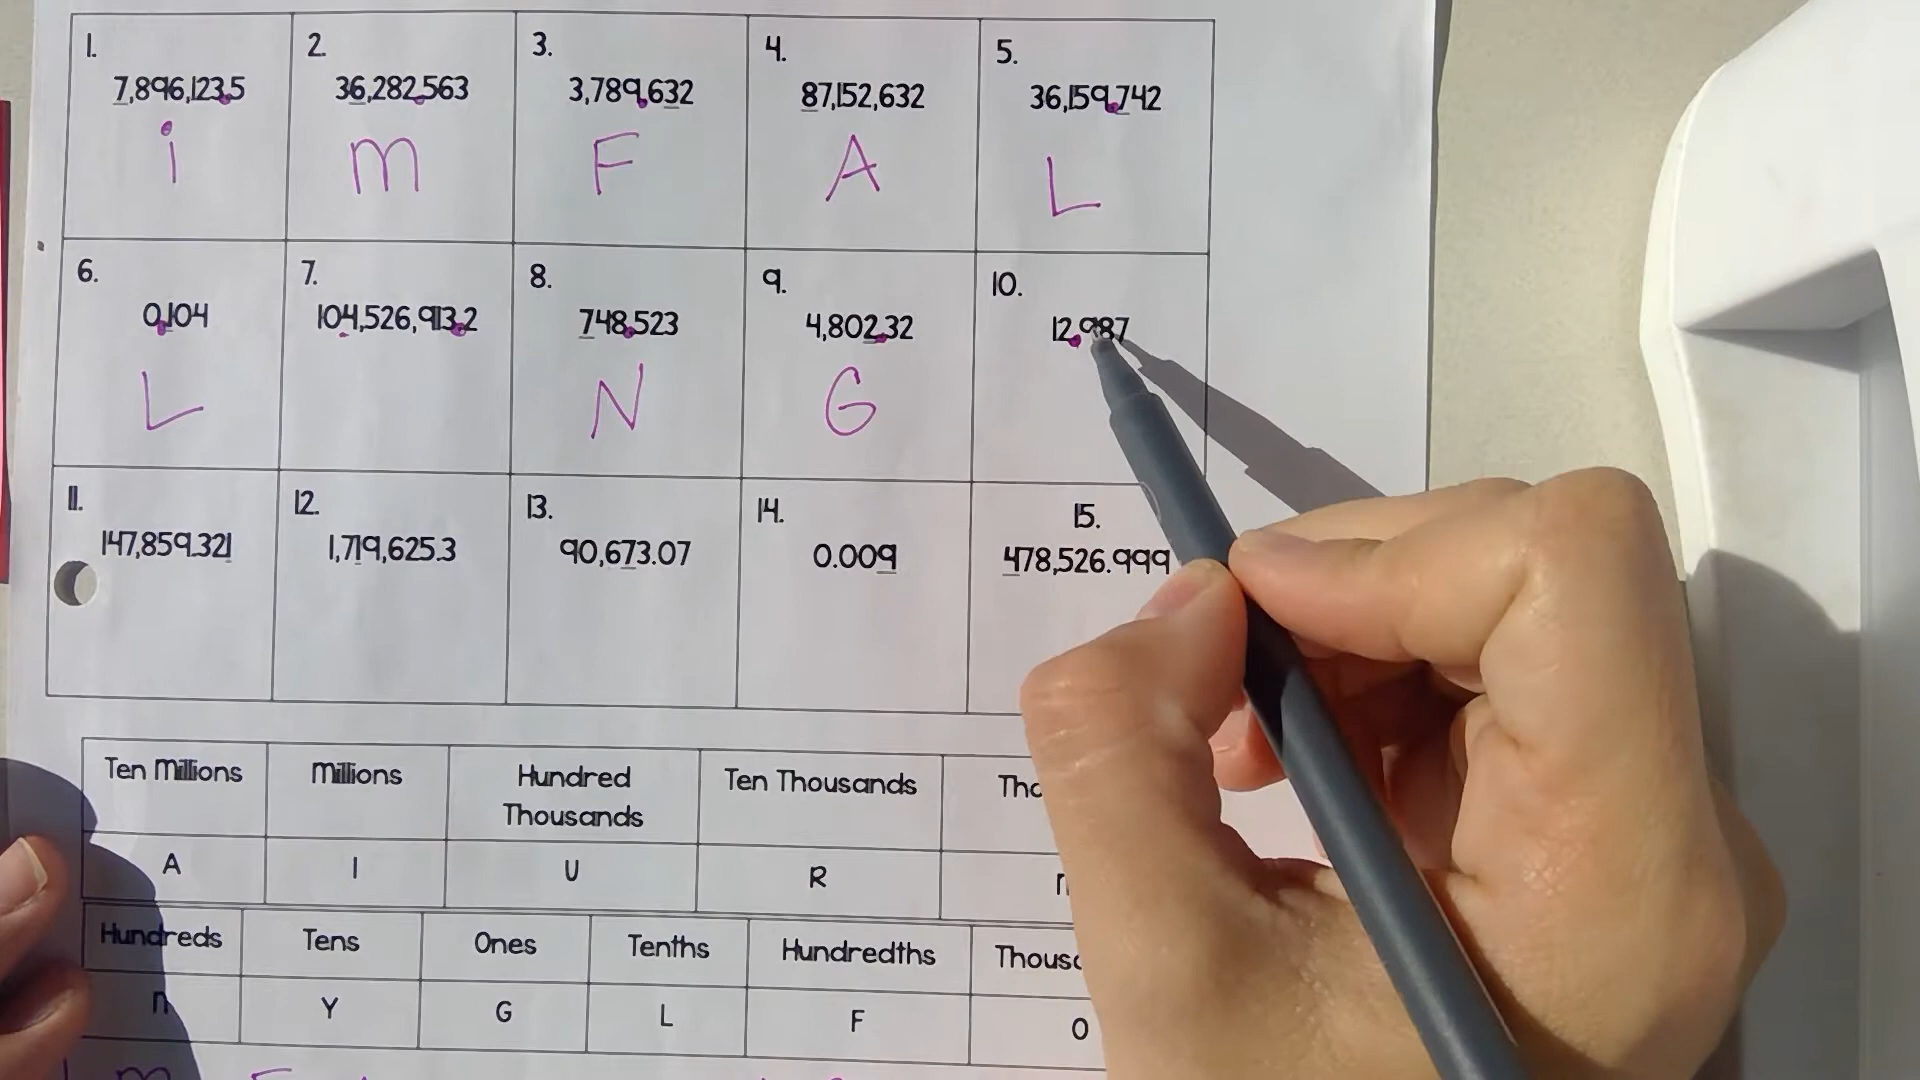 1.
7,896,123.5
i
2.
36,282.563
m
3.
3,789.632
F
4.
87,152,632
A
5.
36,159.742
L
6.
0.104
L
7.
104,526,913.2
8.
748.523
N
9.
4,802.32
G
10.
12.987
11.
147,859.321
12.
1,719,625.3
13.
90,673.07
14.
0.009
15.
478,526.999
Ten Millions
Millions
Hundred
Thousands
Ten Thousands
A
I
U
R
Hundreds
Tens
Ones
Tenths
Hundredths
n
Y
G
L
F
O